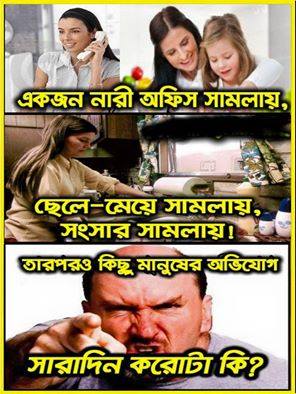 একজন নারী অফিস সামলায়,
ছেলে-মেয়ে সামলায়,
সংসার সামলায়!
তারপরও কিছু মানুষের অভিযোগ
সারাদিন করোটা কি?